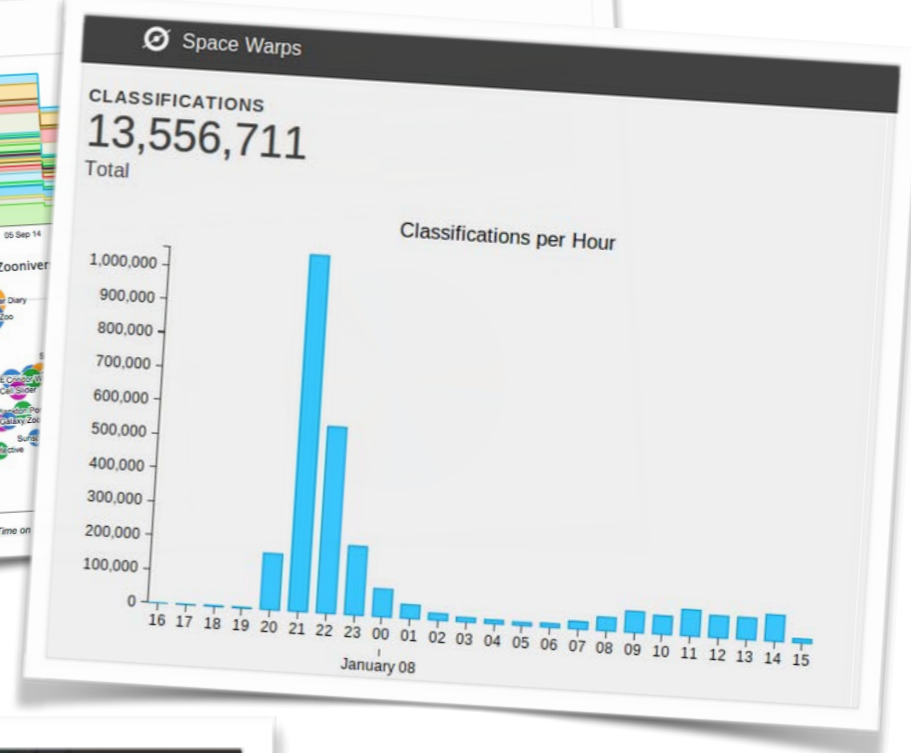 Space Warps
CLASSIFICATIONS
13,556,711
Total
Classifications per Hour
1,000,000
900,000
800,000
700,000
600,000
500,000
400,000
300,000
200,000
100,000
0
16 17 18 19 20 21 22 23 00 01 02 03 04 05 06 07 08 09 10 11 12 13 14 15
January 08
05 Sep 14
Zooniver
r Diary
Zoo
Cell Slider
Galaxy Zoo
Time on